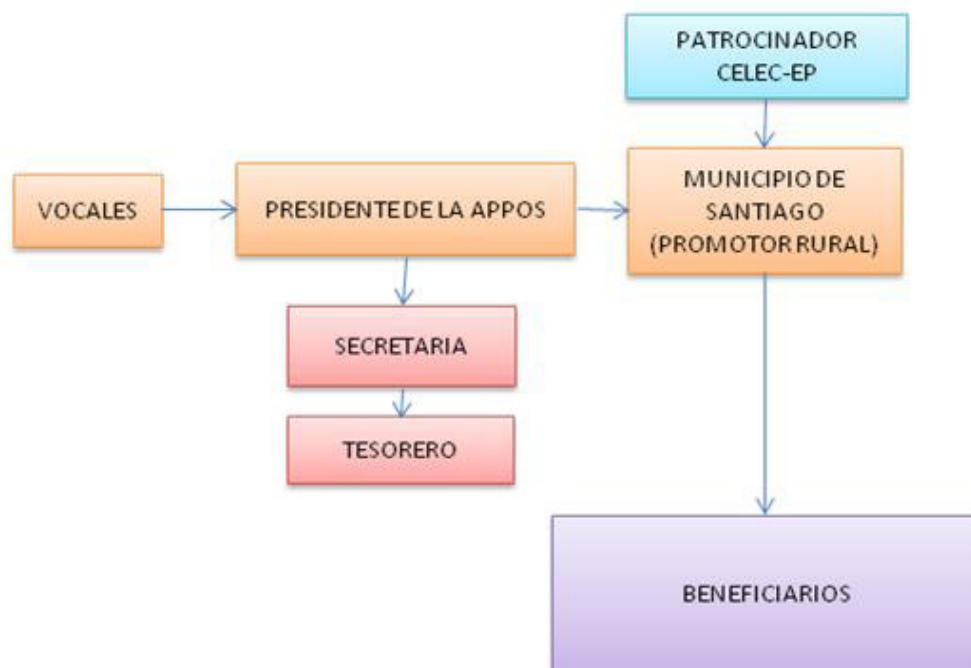 PATROCINADOR
CELEC-EP
VOCALES
PRESIDENTE DE LA APPOS
MUNICIPIO DE
SANTIAGO
(PROMOTOR RURAL)
SECRETARIA
TESORERO
BENEFICIARIOS